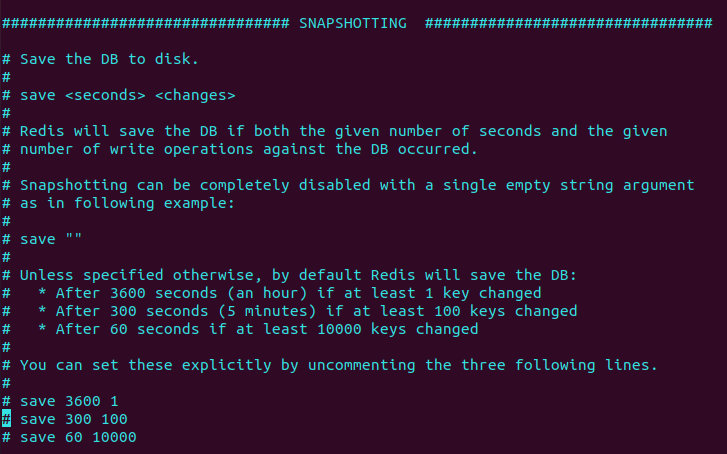 ################################ SNAPSHOTTING  ################################
# Save the DB to disk.
#
# save <seconds> <changes>
#
# Redis will save the DB if both the given number of seconds and the given
# number of write operations against the DB occurred.
#
# Snapshotting can be completely disabled with a single empty string argument
# as in following example:
#
# save ""
#
# Unless specified otherwise, by default Redis will save the DB:
#   * After 3600 seconds (an hour) if at least 1 key changed
#   * After 300 seconds (5 minutes) if at least 100 keys changed
#   * After 60 seconds if at least 10000 keys changed
#
# You can set these explicitly by uncommenting the three following lines.
#
# save 3600 1
# save 300 100
# save 60 10000